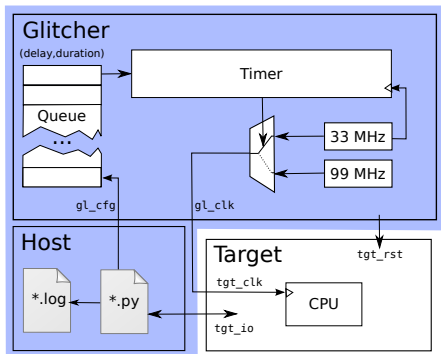 Glitcher
(delay,duration)
Timer
Queue
...
33 MHz
99 MHz
gl_cfg
gl_clk
Host
Target
tgt_rst
tgt_clk
*.log
*.py
CPU
tgt_io